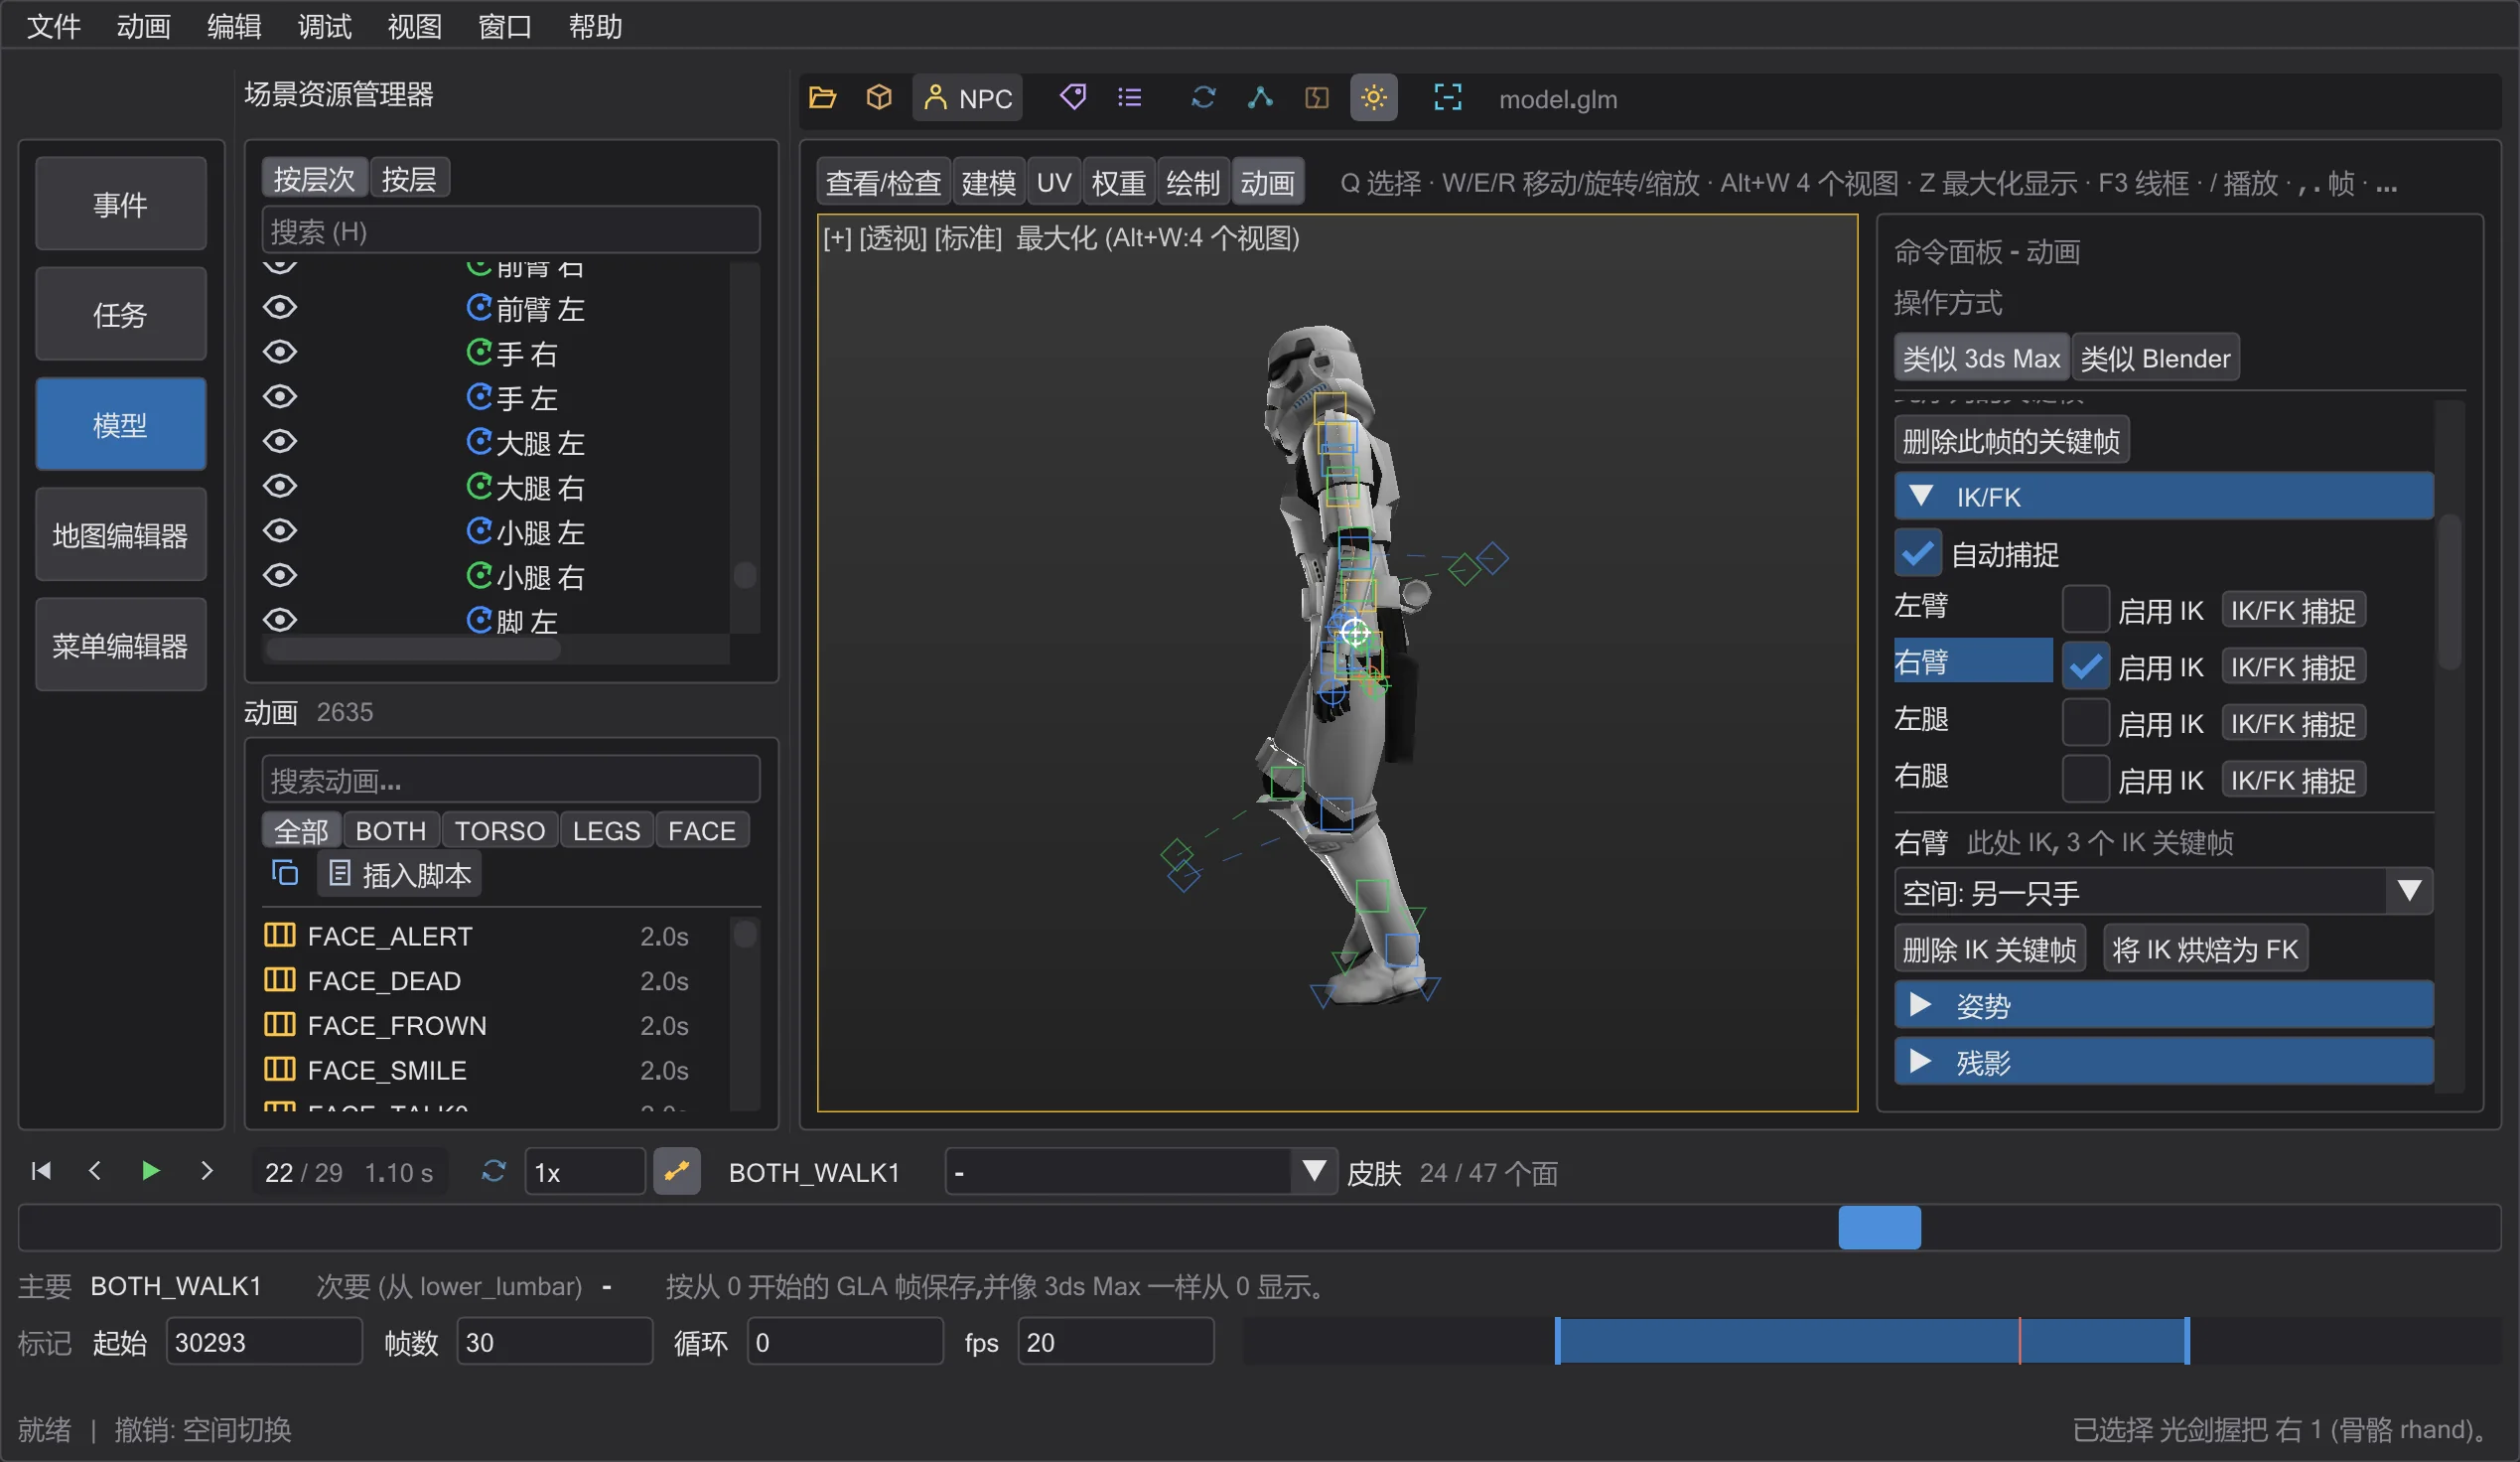 文件 动画 编辑 调试 视图 窗口 帮助
场景资源管理器
NPC
model.glm
事件
任务
模型
地图编辑器
菜单编辑器
按层次 按层
搜索 (H)
前臂 右
前臂 左
手 右
手 左
大腿 左
大腿 右
小腿 左
小腿 右
脚 左
动画 2635
搜索动画...
全部 BOTH TORSO LEGS FACE
插入脚本
FACE_ALERT 2.0s
FACE_DEAD 2.0s
FACE_FROWN 2.0s
FACE_SMILE 2.0s
查看/检查 建模 UV 权重 绘制 动画
Q 选择 · W/E/R 移动/旋转/缩放 · Alt+W 4 个视图 · Z 最大化显示 · F3 线框 · / 播放 · , . 帧 · ...
[+] [透视] [标准] 最大化 (Alt+W:4 个视图)
命令面板 - 动画
操作方式
类似 3ds Max 类似 Blender
删除此帧的关键帧
IK/FK
自动捕捉
左臂 启用 IK IK/FK 捕捉
右臂 启用 IK IK/FK 捕捉
左腿 启用 IK IK/FK 捕捉
右腿 启用 IK IK/FK 捕捉
右臂 此处 IK, 3 个 IK 关键帧
空间: 另一只手
删除 IK 关键帧 将 IK 烘焙为 FK
姿势
残影
22 / 29 1.10 s 1x BOTH_WALK1 - 皮肤 24 / 47 个面
主要 BOTH_WALK1 次要 (从 lower_lumbar) - 按从 0 开始的 GLA 帧保存,并像 3ds Max 一样从 0 显示。
标记 起始 30293 帧数 30 循环 0 fps 20
就绪 | 撤销: 空间切换
已选择 光剑握把 右 1 (骨骼 rhand)。